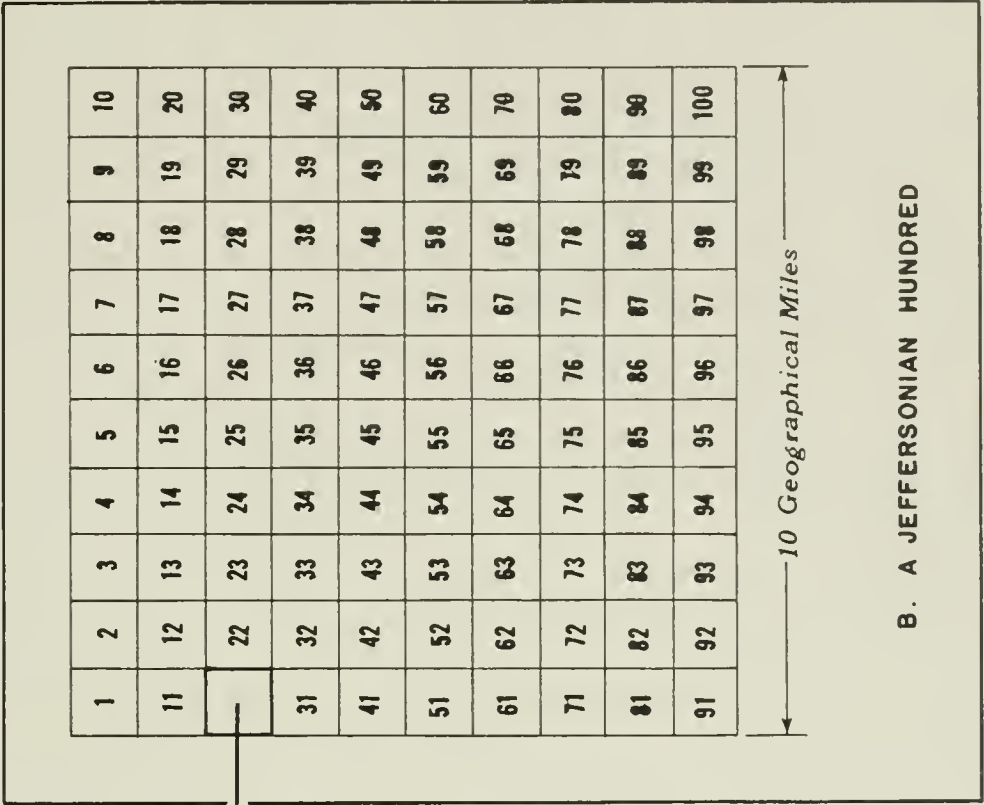 1 2 3 4 5 6 7 8 9 10
11 12 13 14 15 16 17 18 19 20
22 23 24 25 26 27 28 29 30
31 32 33 34 35 36 37 38 39 40
41 42 43 44 45 46 47 48 49 50
51 52 53 54 55 56 57 58 59 60
61 62 63 64 65 66 67 68 69 70
71 72 73 74 75 76 77 78 79 80
81 82 83 84 85 86 87 88 89 90
91 92 93 94 95 96 97 98 99 100
10 Geographical Miles
B. A JEFFERSONIAN HUNDRED